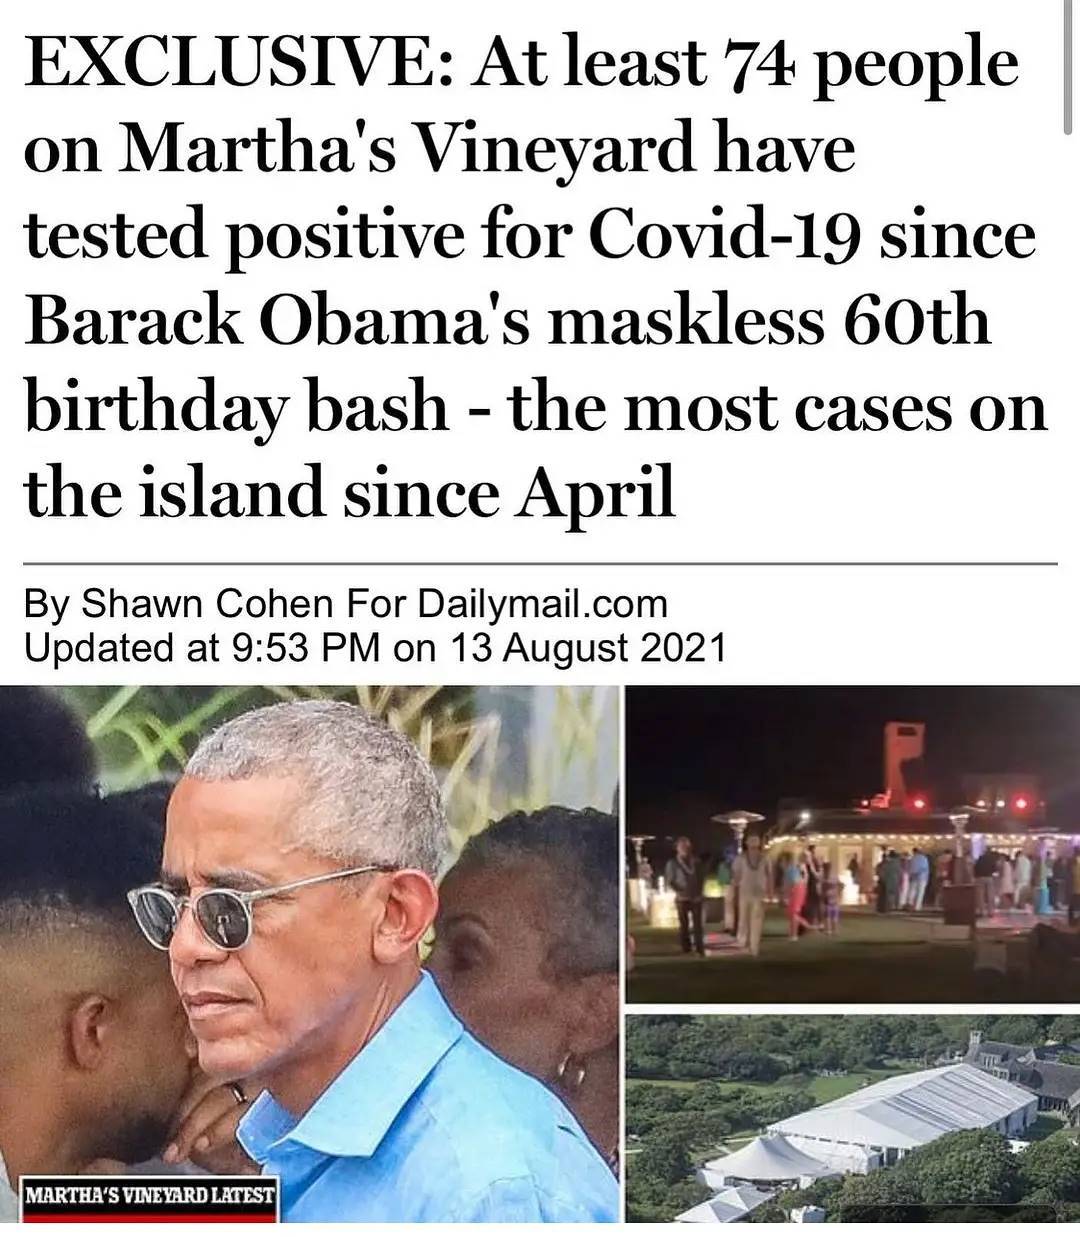 EXCLUSIVE: At least 74 people
on Martha's Vineyard have
tested positive for Covid-19 since
Barack Obama's maskless 60th
birthday bash - the most cases on
the island since April
By Shawn Cohen For Dailymail.com
Updated at 9:53 PM on 13 August 2021
MARTHA'S VINEYARD LATEST